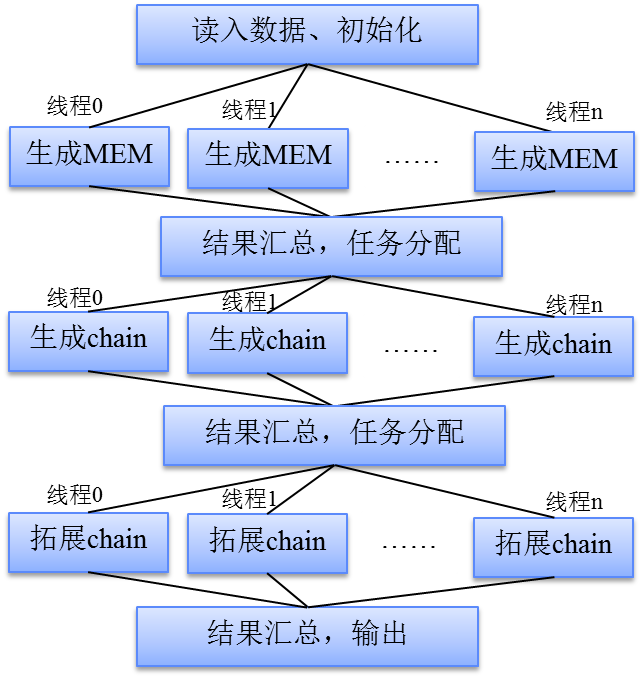 读入数据、初始化
线程0
线程1
线程n
生成MEM
生成MEM
……
生成MEM
结果汇总，任务分配
线程0
线程1
线程n
生成chain
生成chain
……
生成chain
结果汇总，任务分配
线程0
线程1
线程n
拓展chain
拓展chain
……
拓展chain
结果汇总，输出